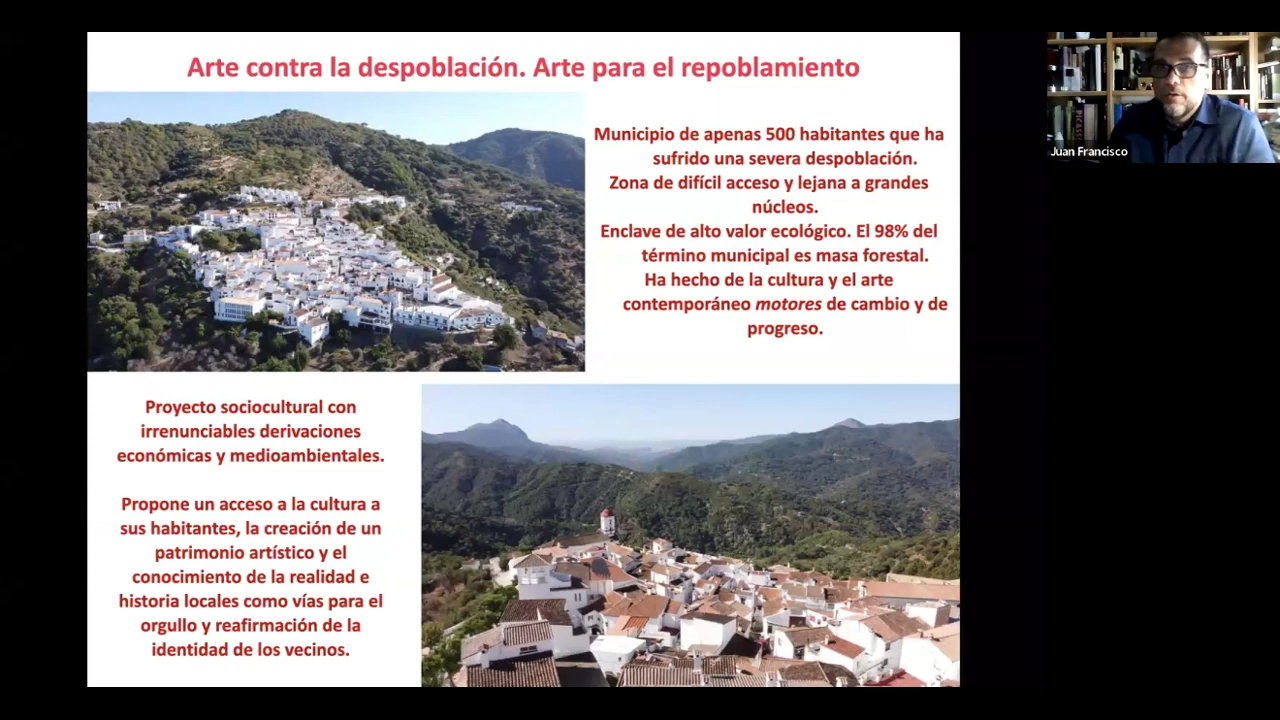 Arte contra la despoblación. Arte para el repoblamiento
Municipio de apenas 500 habitantes que ha
sufrido una severa despoblación.
Zona de difícil acceso y lejana a grandes
núcleos.
Enclave de alto valor ecológico. El 98% del
término municipal es masa forestal.
Ha hecho de la cultura y el arte
contemporáneo motores de cambio y de
progreso.
Proyecto sociocultural con
irrenunciables derivaciones
económicas y medioambientales.
Propone un acceso a la cultura a
sus habitantes, la creación de un
patrimonio artístico y el
conocimiento de la realidad e
historia locales como vías para el
orgullo y reafirmación de la
identidad de los vecinos.
PICASSO
Juan Francisco